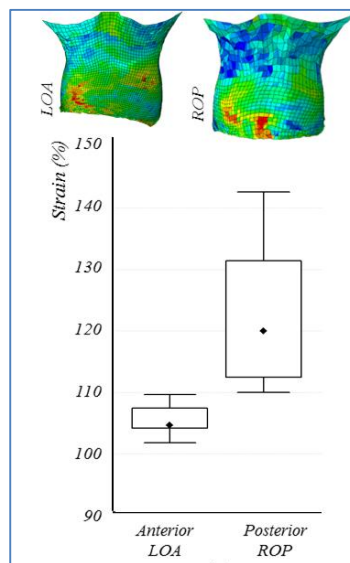 LOA
ROP
Strain (%)
150
140
130
120
110
100
90
Anterior
LOA
Posterior
ROP